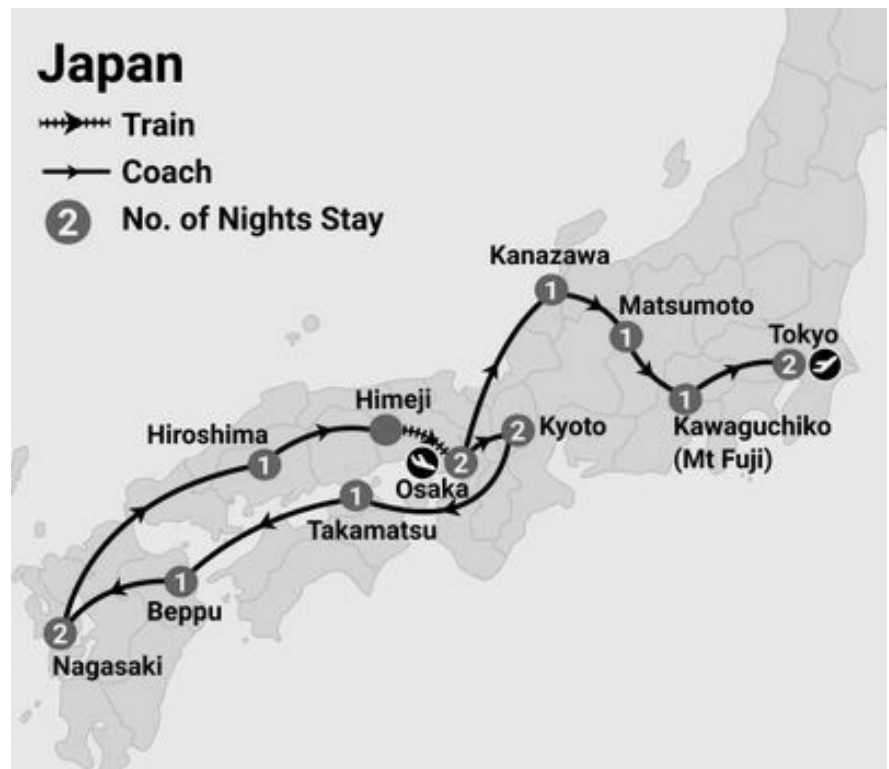 Japan
Train
Coach
2 No. of Nights Stay
Kanazawa
1
Matsumoto
1
Tokyo
2
Himeji
Hiroshima
1
Kyoto
2
Kawaguchiko
(Mt Fuji)
1
Osaka
2
Takamatsu
1
Beppu
1
Nagasaki
2